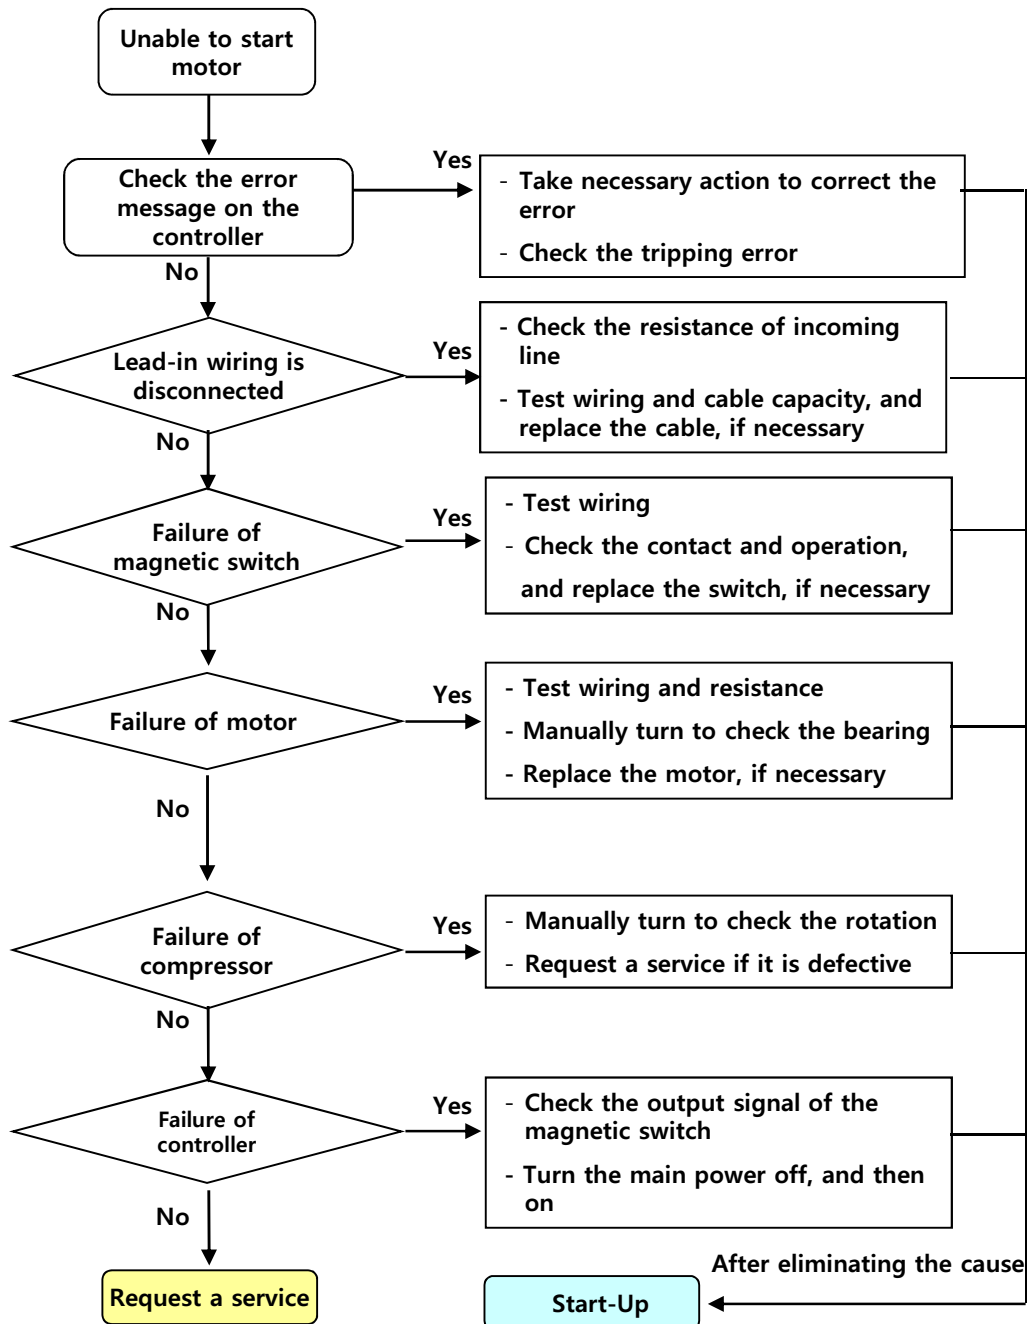 Unable to start
motor
Check the error
message on the
controller
Yes
- Take necessary action to correct the
error
- Check the tripping error
No
Lead-in wiring is
disconnected
Yes
- Check the resistance of incoming
line
- Test wiring and cable capacity, and
replace the cable, if necessary
No
Failure of
magnetic switch
Yes
- Test wiring
- Check the contact and operation,
and replace the switch, if necessary
No
Failure of motor
Yes
- Test wiring and resistance
- Manually turn to check the bearing
- Replace the motor, if necessary
No
Failure of
compressor
Yes
- Manually turn to check the rotation
- Request a service if it is defective
No
Failure of
controller
Yes
- Check the output signal of the
magnetic switch
- Turn the main power off, and then
on
No
After eliminating the cause
Request a service
Start-Up